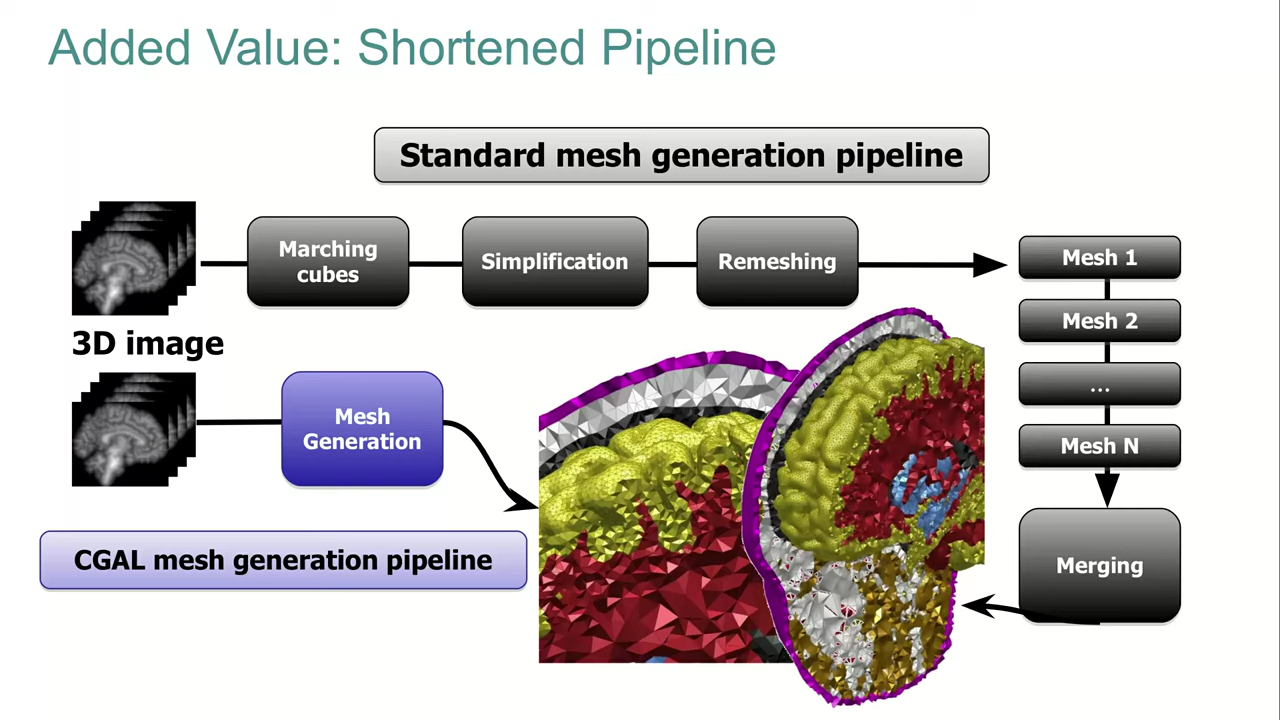 Added Value: Shortened Pipeline
Standard mesh generation pipeline
Marching
cubes
Simplification
Remeshing
Mesh 1
Mesh 2
...
Mesh N
Merging
3D image
Mesh
Generation
CGAL mesh generation pipeline